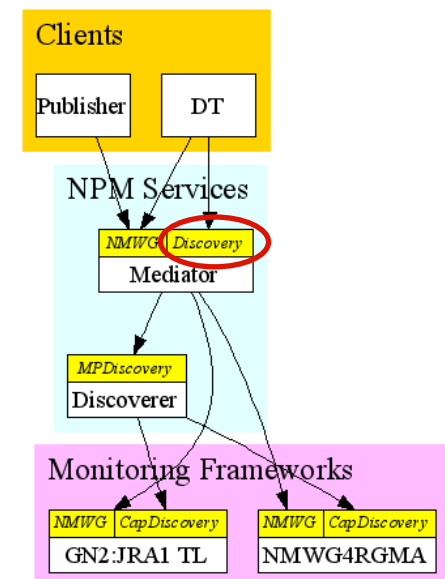 Clients
Publisher DT
NPM Services
NMWG Discovery
Mediator
MPDiscovery
Discoverer
Monitoring Frameworks
NMWG CapDiscovery NMWG CapDiscovery
GN2:JRA1 TL NMWG4RGMA